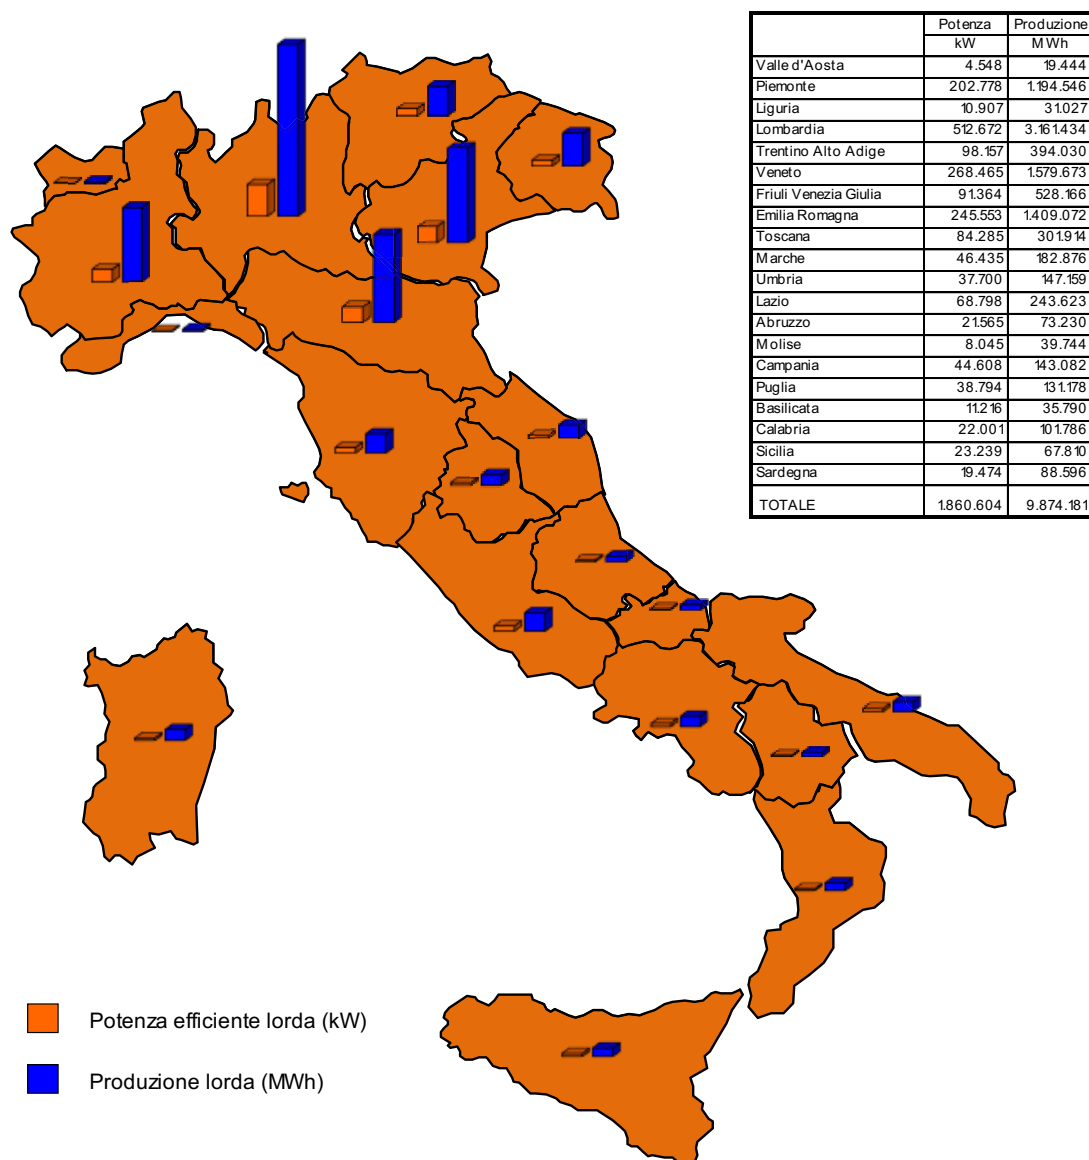 Potenza Produzione
kW MWh
Valle d'Aosta 4.548 19.444
Piemonte 202.778 1.194.546
Liguria 10.907 31.027
Lombardia 512.672 3.161.434
Trentino Alto Adige 98.157 394.030
Veneto 268.465 1.579.673
Friuli Venezia Giulia 91.364 528.166
Emilia Romagna 245.553 1.409.072
Toscana 84.285 301.914
Marche 46.435 182.876
Umbria 37.700 147.159
Lazio 68.798 243.623
Abruzzo 21.565 73.230
Molise 8.045 39.744
Campania 44.608 143.082
Puglia 38.794 131.178
Basilicata 11.216 35.790
Calabria 22.001 101.786
Sicilia 23.239 67.810
Sardegna 19.474 88.596
TOTALE 1.860.604 9.874.181
Potenza efficiente lorda (kW)
Produzione lorda (MWh)